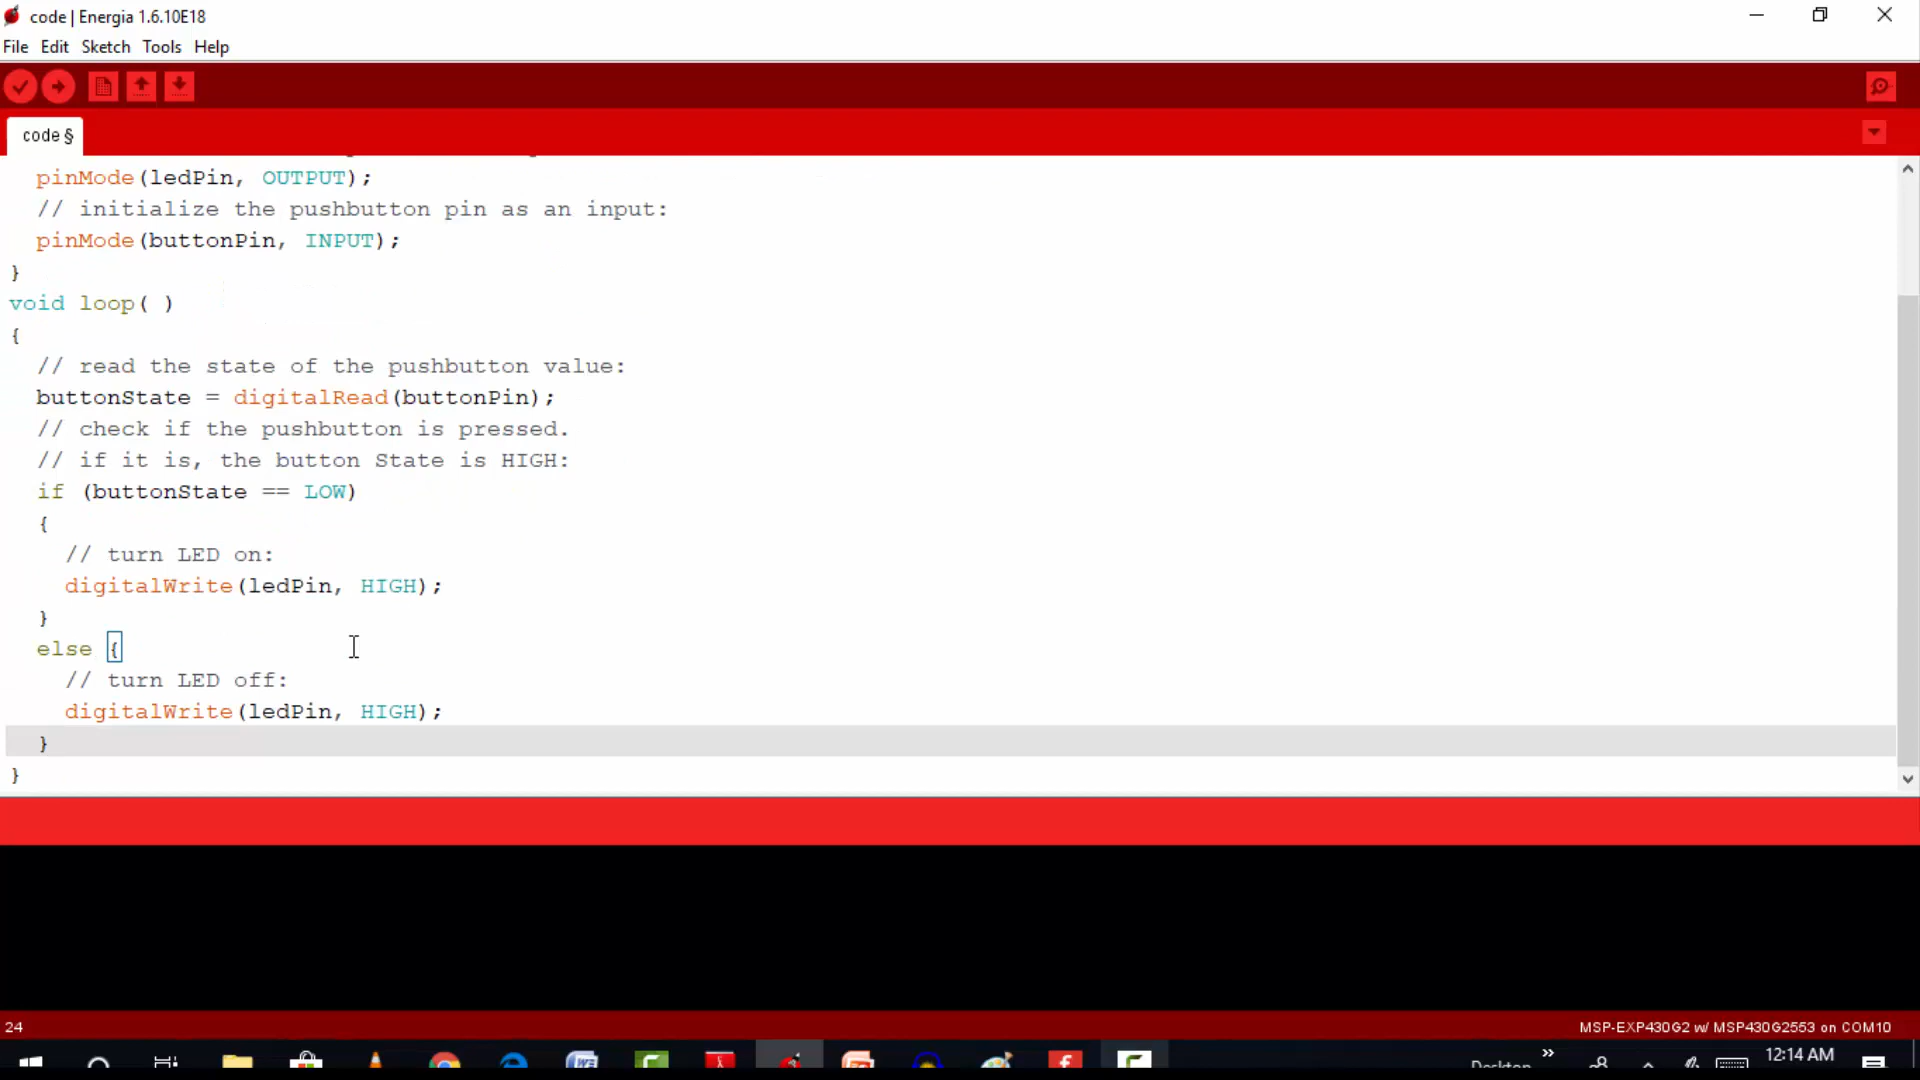 code | Energia 1.6.10E18
File Edit Sketch Tools Help
code §
pinMode(ledPin, OUTPUT);
// initialize the pushbutton pin as an input:
pinMode(buttonPin, INPUT);
}
void loop( )
{
// read the state of the pushbutton value:
buttonState = digitalRead(buttonPin);
// check if the pushbutton is pressed.
// if it is, the button State is HIGH:
if (buttonState == LOW)
{
// turn LED on:
digitalWrite(ledPin, HIGH);
}
else {
// turn LED off:
digitalWrite(ledPin, HIGH);
}
}
24
MSP-EXP430G2 w/ MSP430G2553 on COM10
Desktop
12:14 AM